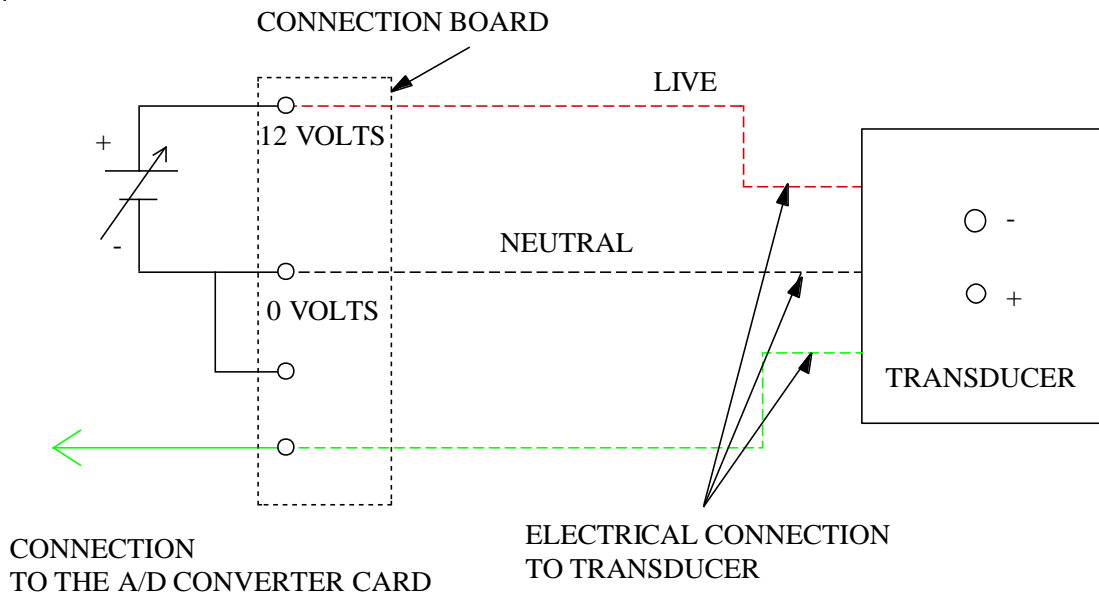 CONNECTION BOARD
LIVE
12 VOLTS
+
-
NEUTRAL
0 VOLTS
-
+
TRANSDUCER
ELECTRICAL CONNECTION
TO TRANSDUCER
CONNECTION
TO THE A/D CONVERTER CARD